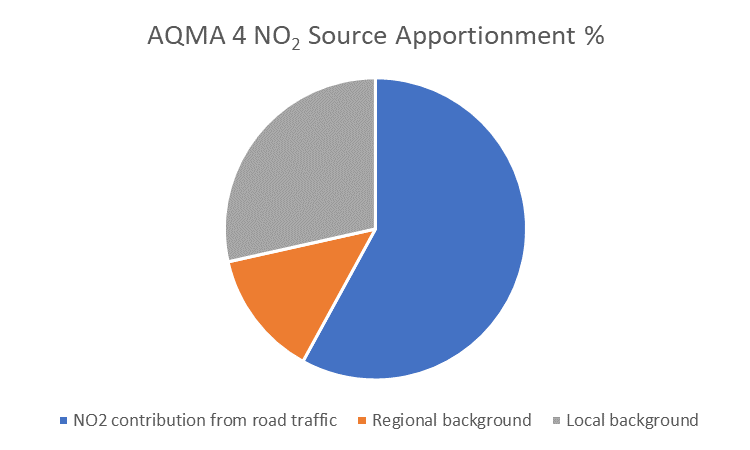 AQMA 4 NO₂ Source Apportionment %
NO2 contribution from road traffic Regional background Local background